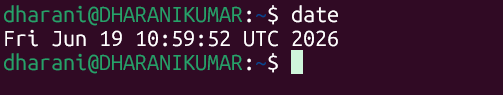 dharani@DHARANIKUMAR:~$ date
Fri Jun 19 10:59:52 UTC 2026
dharani@DHARANIKUMAR:~$